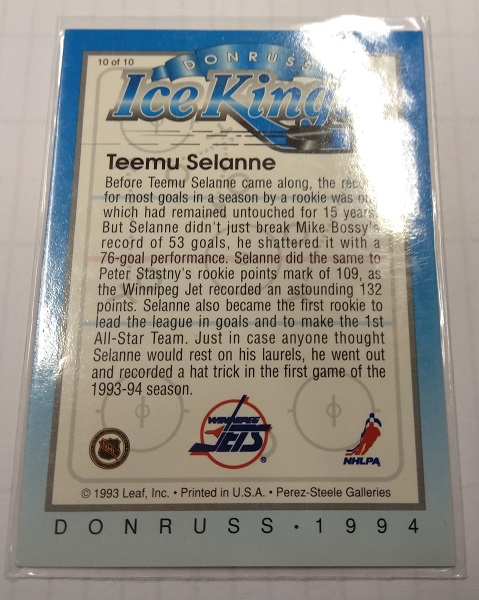 10 of 10
DONRUSS
Ice King
Teemu Selanne
Before Teemu Selanne came along, the
for most goals in a season by a rookie was
which had remained untouched for 15 years.
But Selanne didn't just break Mike Bossy's
record of 53 goals, he shattered it with a
76-goal performance. Selanne did the same to
Peter Stastny's rookie points mark of 109, as
the Winnipeg Jet recorded an astounding 132
points. Selanne also became the first rookie to
lead the league in goals and to make the 1st
All-Star Team. Just in case anyone thought
Selanne would rest on his laurels, he went out
and recorded a hat trick in the first game of the
1993-94 season.
WINNIPEG
JETS
®
NHL
NHLPA
© 1993 Leaf, Inc. • Printed in U.S.A. • Perez-Steele Galleries
DONRUSS • 1994